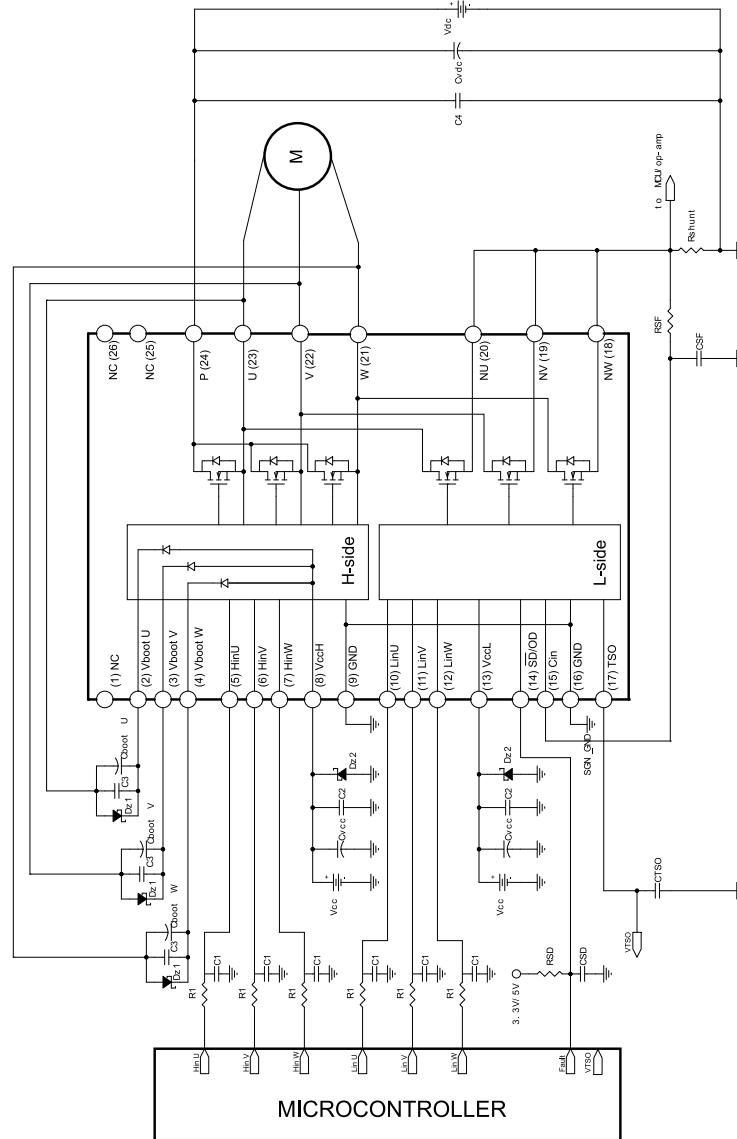 Vdc
+
Cvdc
C4
M
to MCU/ op- amp
Rshunt
RSF
CSF
NC (26)
NC (25)
P (24)
U (23)
V (22)
W (21)
NU (20)
NV (19)
NW (18)
H-side
L-side
(1) NC
(2) Vboot U
(3) Vboot V
(4) Vboot W
(5) HinU
(6) HinV
(7) HinW
(8) VccH
(9) GND
(10) LinU
(11) LinV
(12) LinW
(13) VccL
(14) SD/OD
(15) Cin
(16) GND
(17) TSO
Cboot U
C3
Dz1
Cboot V
C3
Dz1
Cboot W
C3
Dz1
Dz2
C2
Cvcc
Vcc
+
Dz2
C2
Cvcc
Vcc
+
SGN_GND
CTSO
VTSO
R1
C1
R1
C1
R1
C1
R1
C1
R1
C1
R1
C1
3.3V/ 5V
RSD
CSD
Hin U
Hin V
Hin W
Lin U
Lin V
Lin W
Fault
VTSO
MICROCONTROLLER